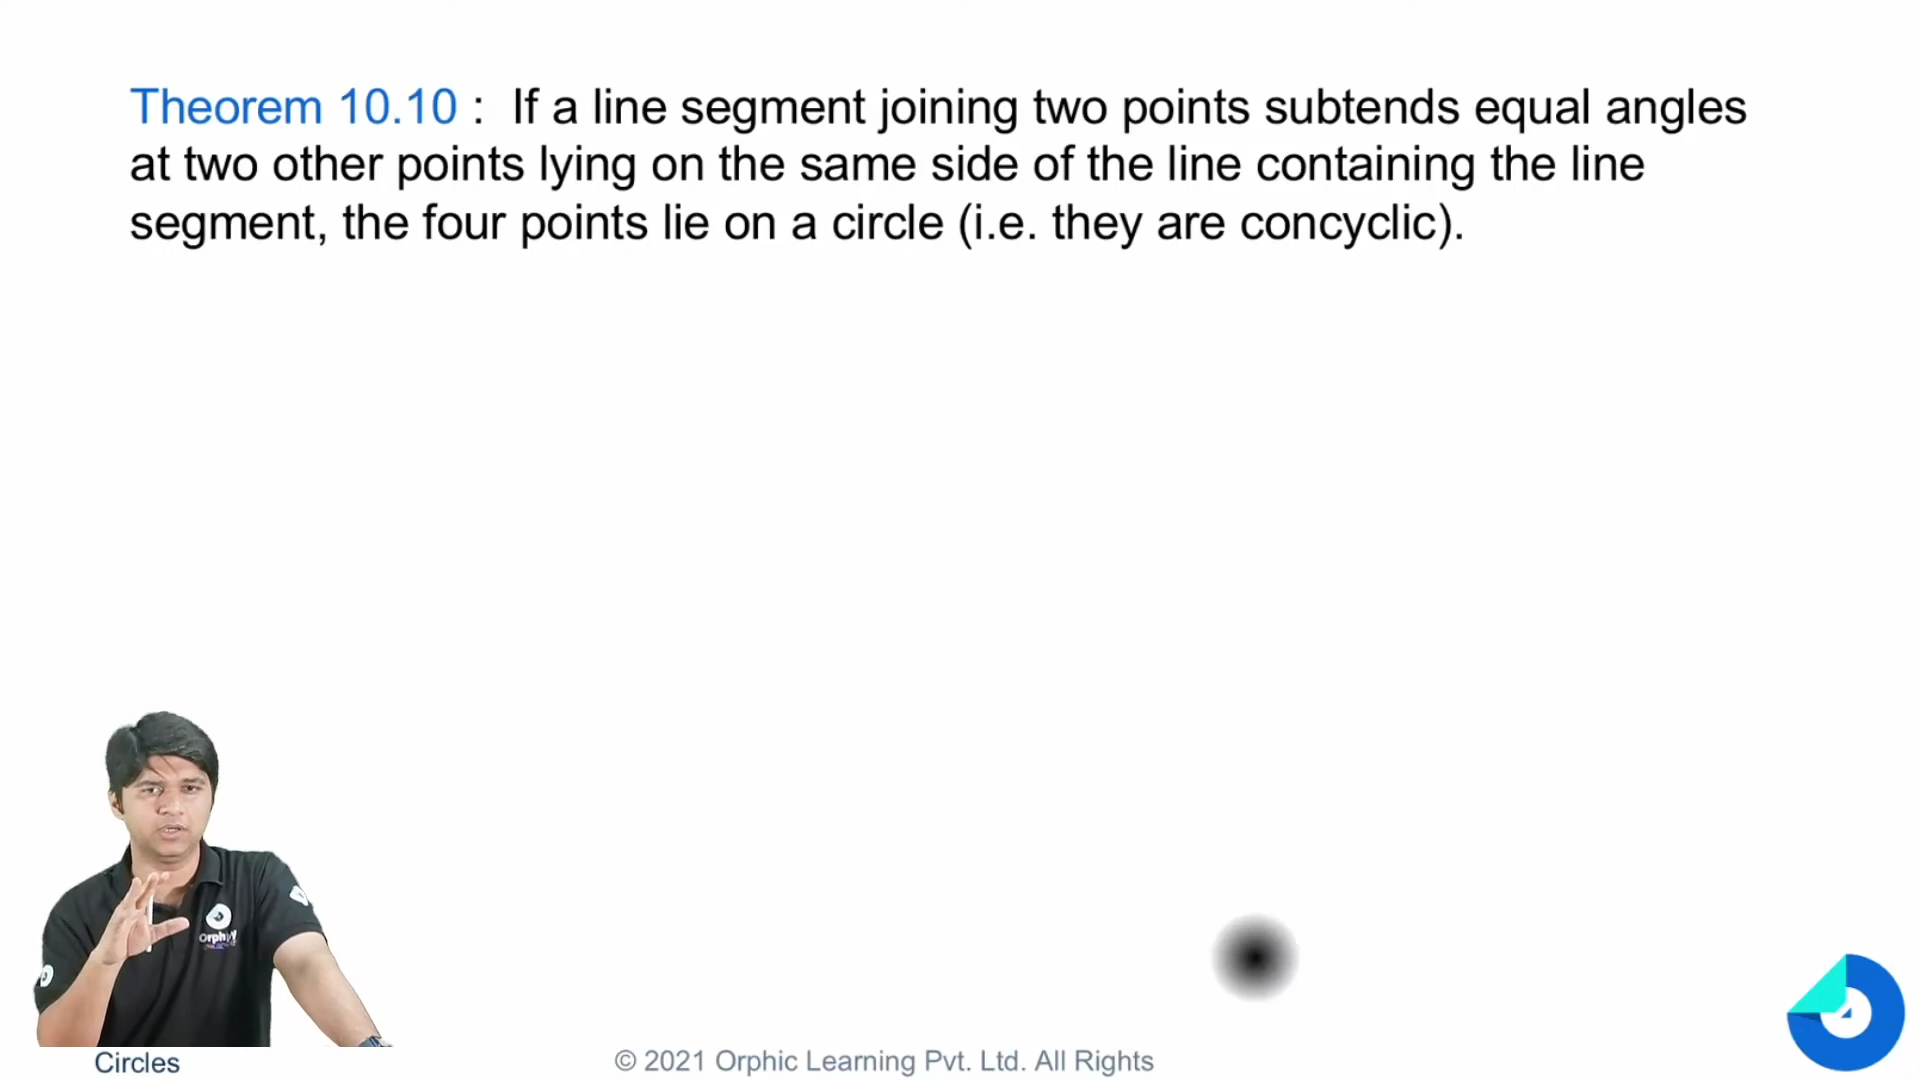 Theorem 10.10 : If a line segment joining two points subtends equal angles
at two other points lying on the same side of the line containing the line
segment, the four points lie on a circle (i.e. they are concyclic).
Circles
© 2021 Orphic Learning Pvt. Ltd. All Rights